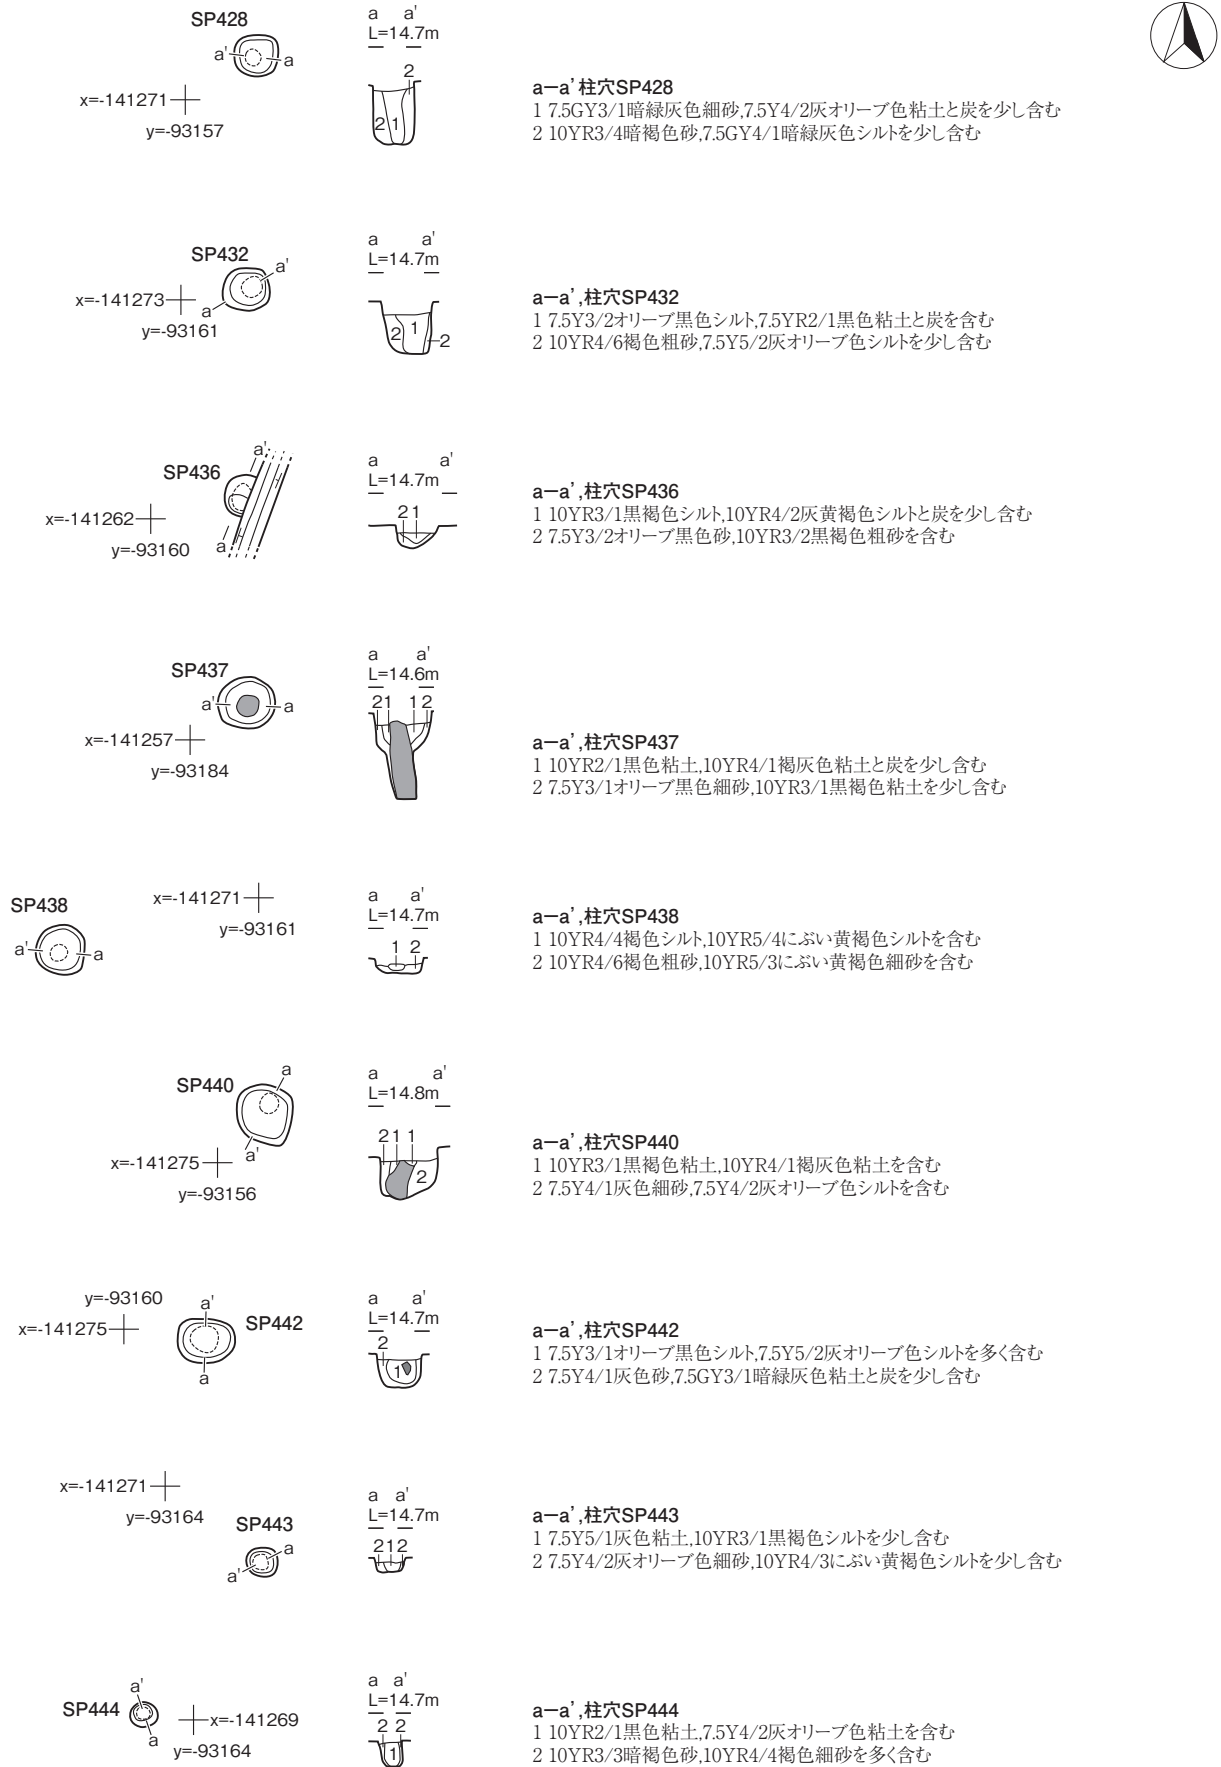 SP428
a' a
x=-141271
y=-93157
a a'
L=14.7m
2
2 1
a－a’柱穴SP428
1 7.5GY3/1暗緑灰色細砂,7.5Y4/2灰オリーブ色粘土と炭を少し含む
2 10YR3/4暗褐色砂,7.5GY4/1暗緑灰色シルトを少し含む
SP432
a'
x=-141273
a
y=-93161
a a'
L=14.7m
2 1
2
a－a’,柱穴SP432
1 7.5Y3/2オリーブ黒色シルト,7.5YR2/1黒色粘土と炭を含む
2 10YR4/6褐色粗砂,7.5Y5/2灰オリーブ色シルトを少し含む
a'
SP436
x=-141262
y=-93160
a
a a'
L=14.7m
2 1
a－a’,柱穴SP436
1 10YR3/1黒褐色シルト,10YR4/2灰黄褐色シルトと炭を少し含む
2 7.5Y3/2オリーブ黒色砂,10YR3/2黒褐色粗砂を含む
SP437
a' a
x=-141257
y=-93184
a a'
L=14.6m
2 1 1 2
a－a’,柱穴SP437
1 10YR2/1黒色粘土,10YR4/1褐灰色粘土と炭を少し含む
2 7.5Y3/1オリーブ黒色細砂,10YR3/1黒褐色粘土を少し含む
SP438
a' a
x=-141271
y=-93161
a a'
L=14.7m
1 2
a－a’,柱穴SP438
1 10YR4/4褐色シルト,10YR5/4にぶい黄褐色シルトを含む
2 10YR4/6褐色粗砂,10YR5/3にぶい黄褐色細砂を含む
a
SP440
a'
x=-141275
y=-93156
a a'
L=14.8m
2 1 1
2
a－a’,柱穴SP440
1 10YR3/1黒褐色粘土,10YR4/1褐灰色粘土を含む
2 7.5Y4/1灰色細砂,7.5Y4/2灰オリーブ色シルトを含む
y=-93160
x=-141275
a'
SP442
a
a a'
L=14.7m
2
1
a－a’,柱穴SP442
1 7.5Y3/1オリーブ黒色シルト,7.5Y5/2灰オリーブ色シルトを多く含む
2 7.5Y4/1灰色砂,7.5GY3/1暗緑灰色粘土と炭を少し含む
x=-141271
y=-93164
SP443
a
a'
a a'
L=14.7m
2 1 2
a－a’,柱穴SP443
1 7.5Y5/1灰色粘土,10YR3/1黒褐色シルトを少し含む
2 7.5Y4/2灰オリーブ色細砂,10YR4/3にぶい黄褐色シルトを少し含む
a'
SP444
a
x=-141269
y=-93164
a a'
L=14.7m
2 2
1
a－a’,柱穴SP444
1 10YR2/1黒色粘土,7.5Y4/2灰オリーブ色粘土を含む
2 10YR3/3暗褐色砂,10YR4/4褐色細砂を多く含む